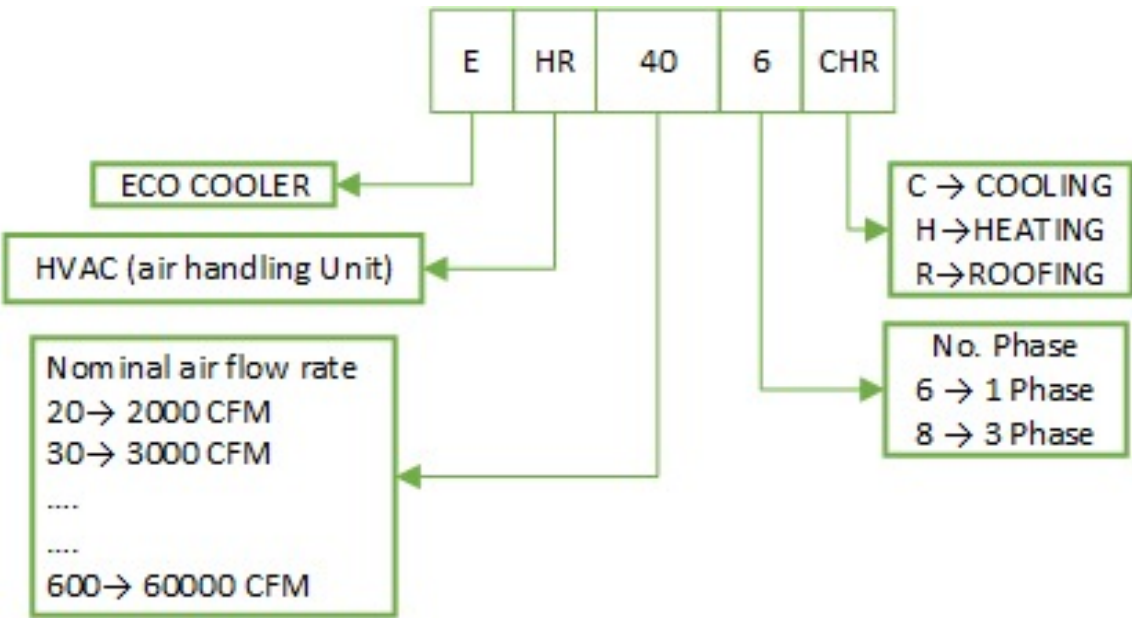 E HR 40 6 CHR
ECO COOLER
HVAC (air handling Unit)
Nominal air flow rate
20→ 2000 CFM
30→ 3000 CFM
....
....
600→ 60000 CFM
C → COOLING
H→HEATING
R→ROOFING
No. Phase
6 → 1 Phase
8 → 3 Phase